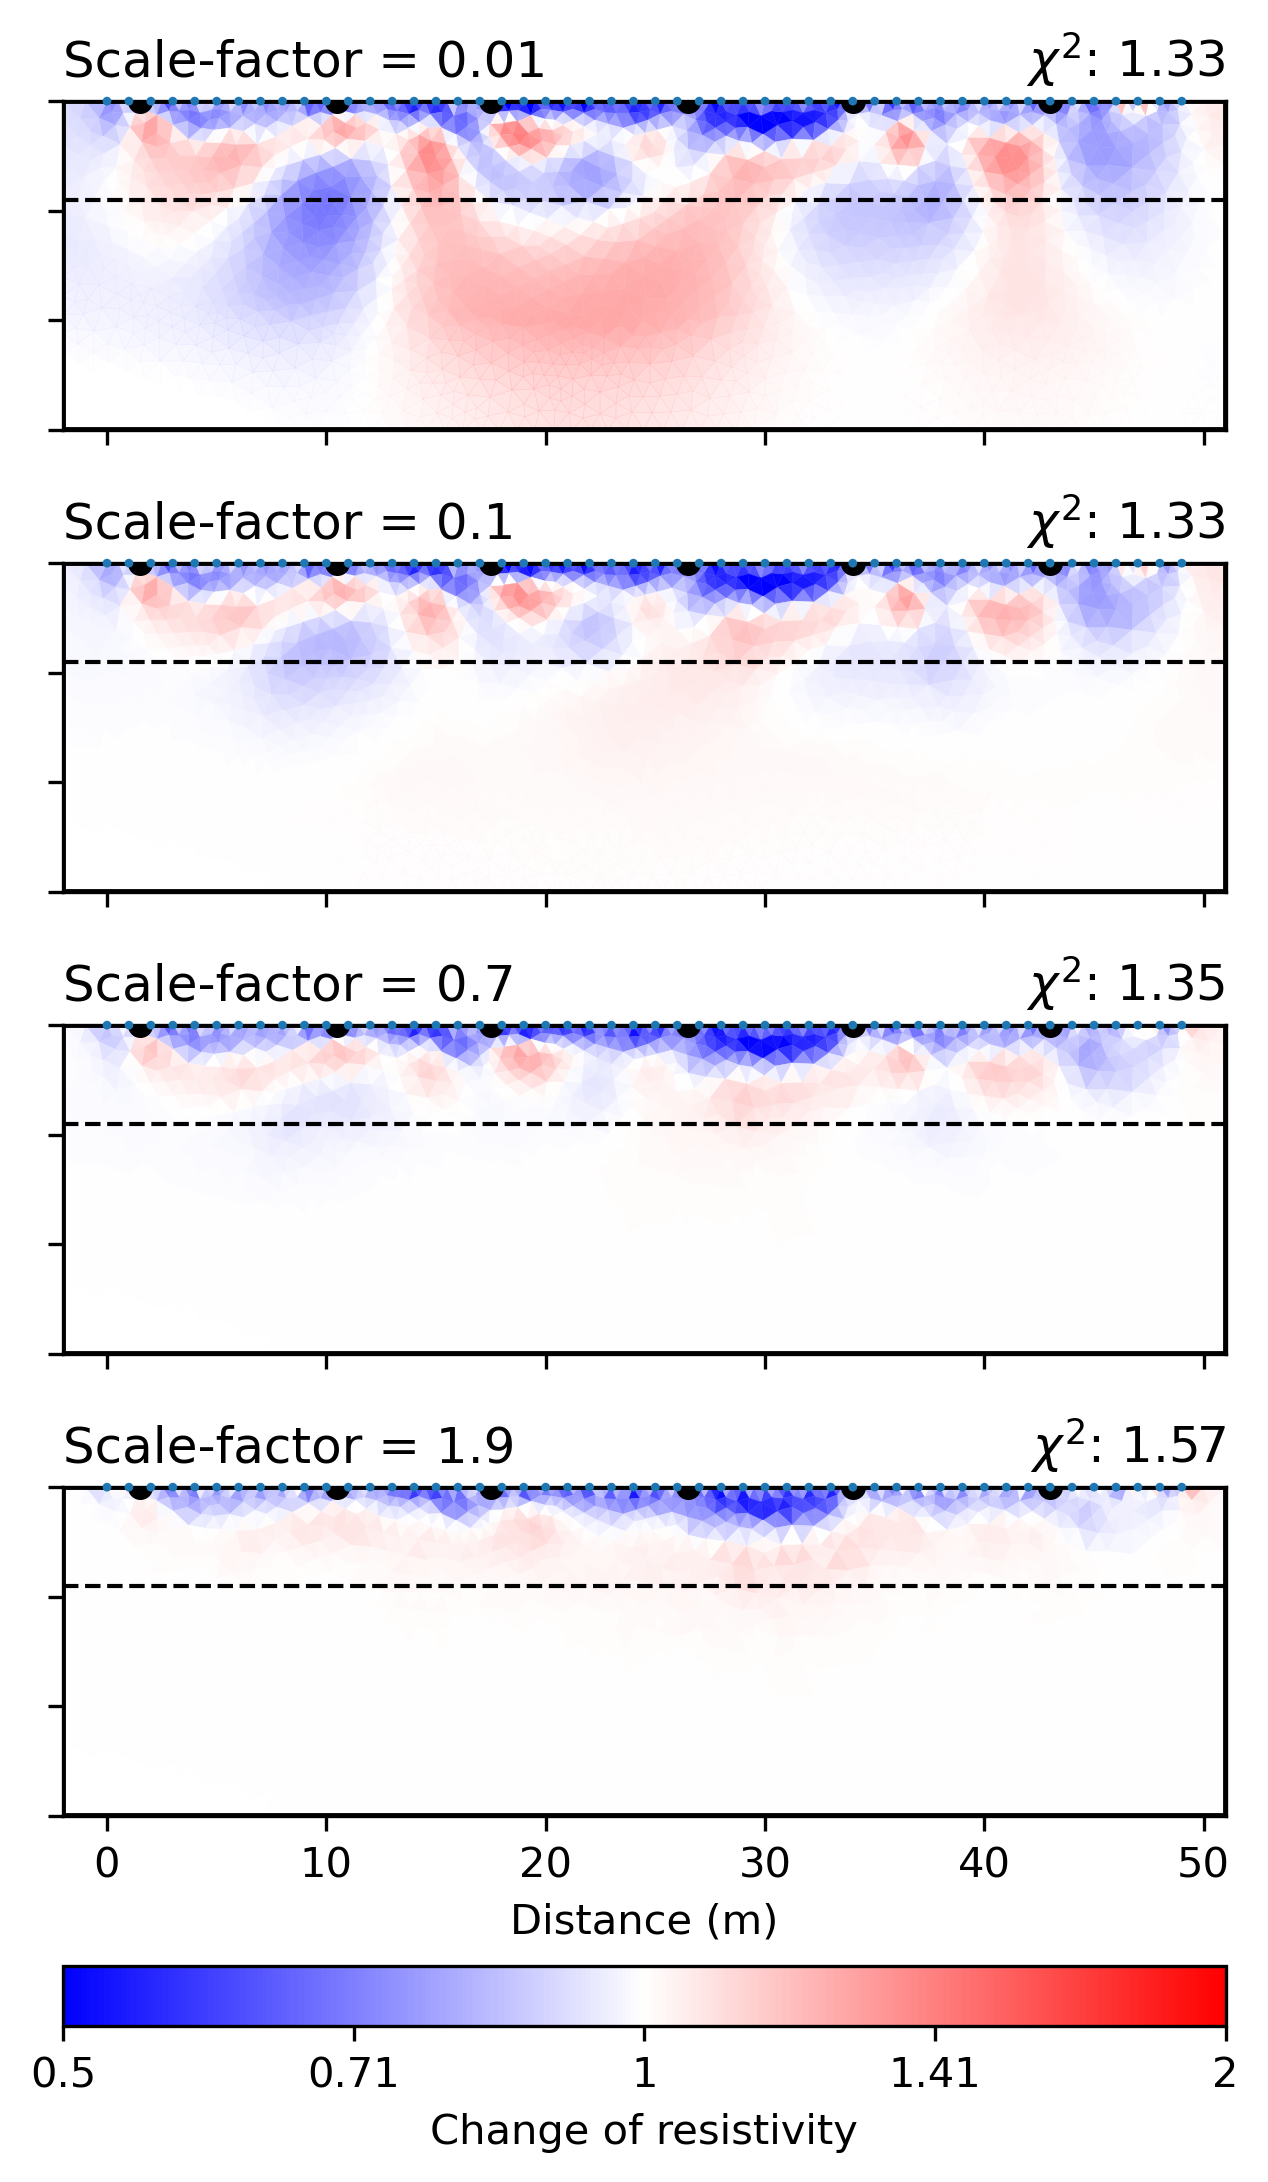 Scale-factor = 0.01 χ²: 1.33
Scale-factor = 0.1 χ²: 1.33
Scale-factor = 0.7 χ²: 1.35
Scale-factor = 1.9 χ²: 1.57
0 10 20 30 40 50
Distance (m)
0.5 0.71 1 1.41 2
Change of resistivity